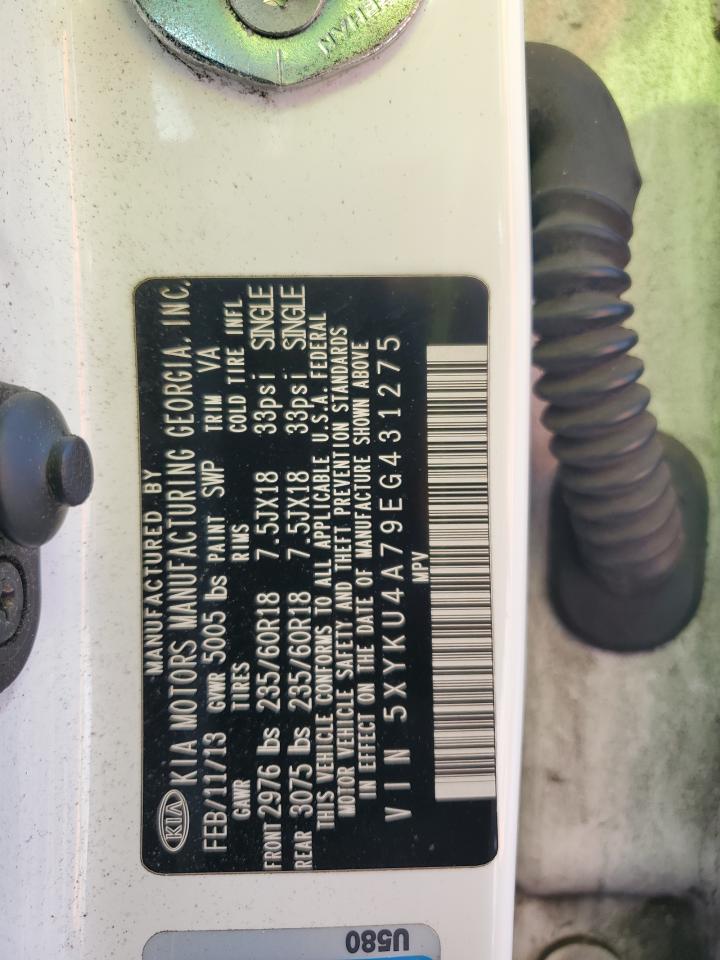 MANUFACTURED BY
KIA KIA MOTORS MANUFACTURING GEORGIA, INC.
FEB/11/13 GVWR 5005 lbs PAINT SWP TRIM VA
GAWR TIRES RIMS COLD TIRE INFL
FRONT 2976 lbs 235/60R18 7.5JX18 33psi SINGLE
REAR 3075 lbs 235/60R18 7.5JX18 33psi SINGLE
THIS VEHICLE CONFORMS TO ALL APPLICABLE U.S.A. FEDERAL
MOTOR VEHICLE SAFETY AND THEFT PREVENTION STANDARDS
IN EFFECT ON THE DATE OF MANUFACTURE SHOWN ABOVE
VIN 5XYKU4A79EG431275
MPV
U580